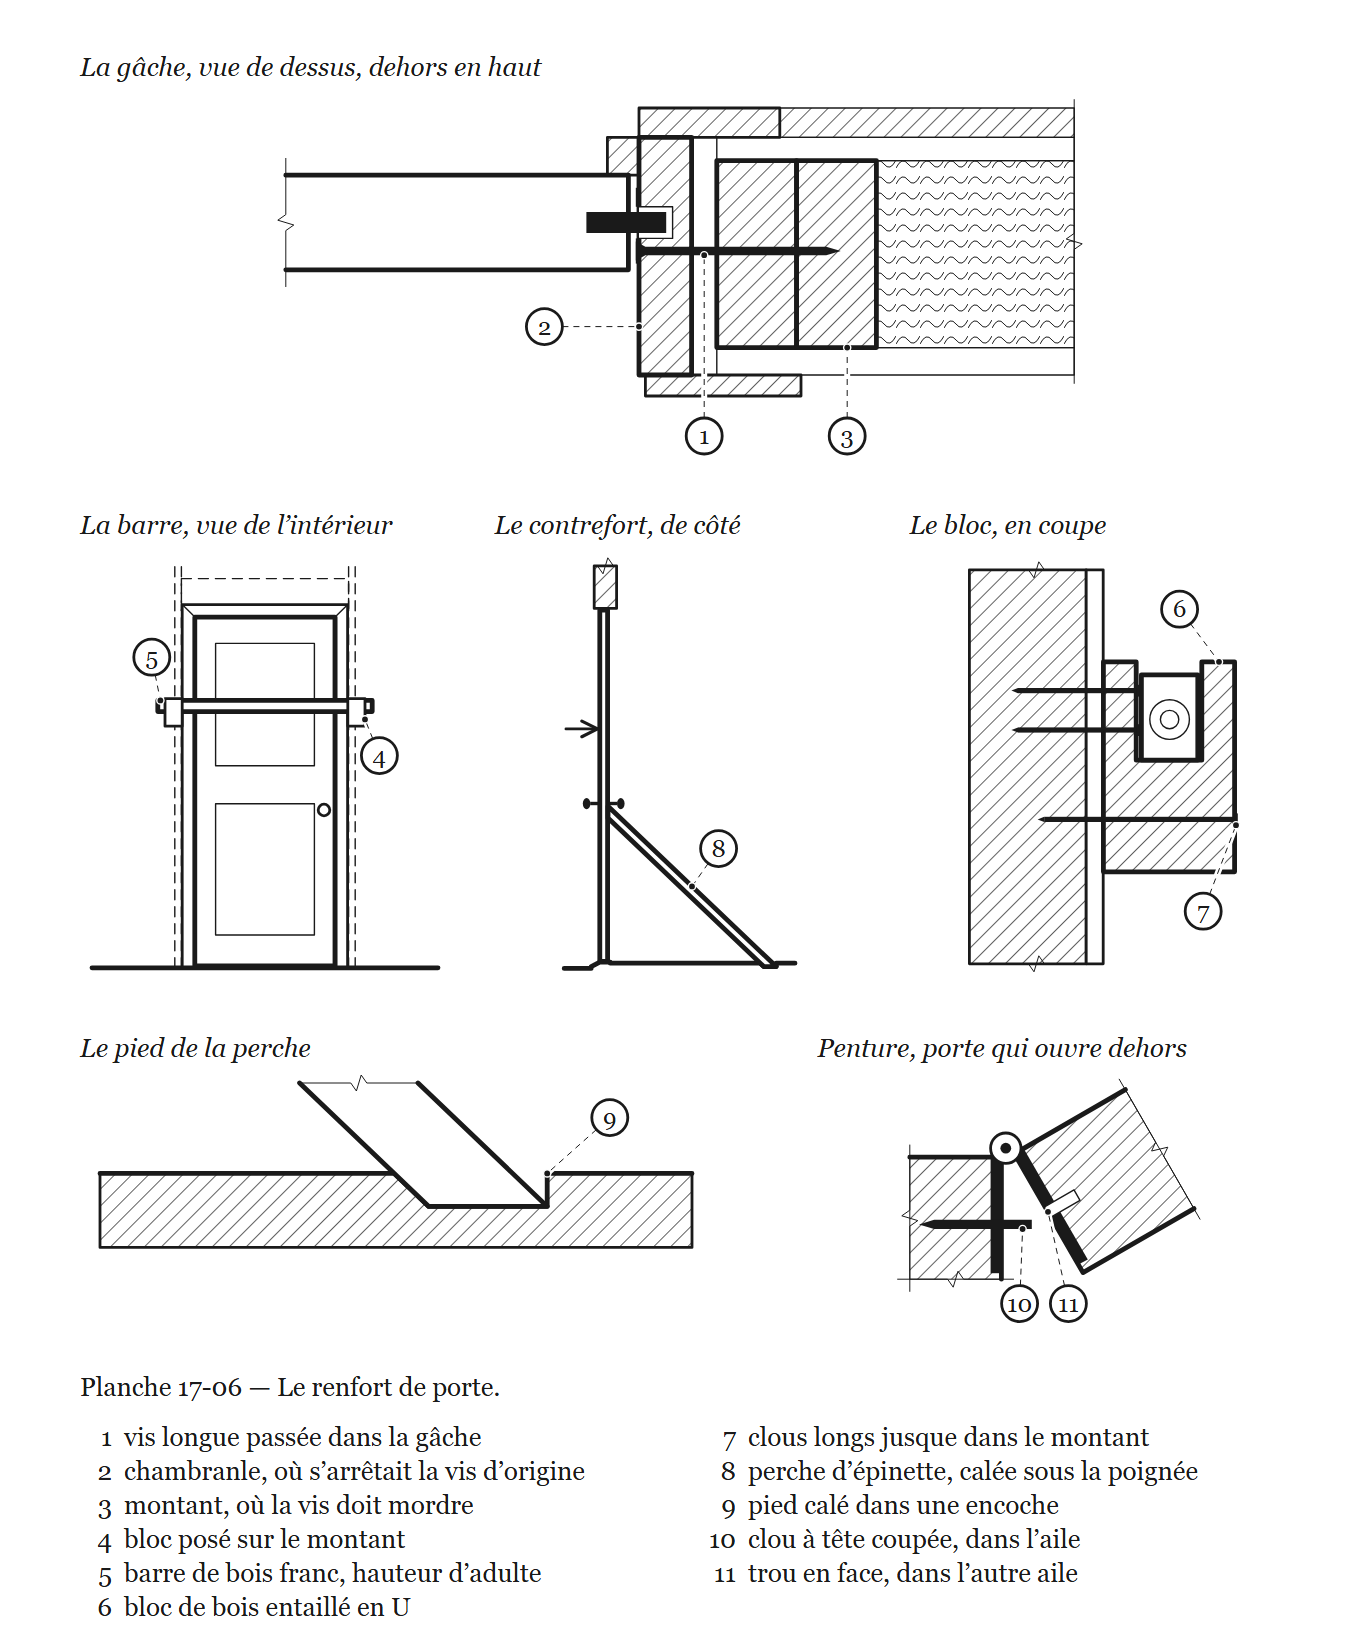 La gâche, vue de dessus, dehors en haut
2
1
3
La barre, vue de l’intérieur
Le contrefort, de côté
Le bloc, en coupe
5
4
8
6
7
Le pied de la perche
Penture, porte qui ouvre dehors
9
10
11
Planche 17-06 — Le renfort de porte.
1 vis longue passée dans la gâche
2 chambranle, où s’arrêtait la vis d’origine
3 montant, où la vis doit mordre
4 bloc posé sur le montant
5 barre de bois franc, hauteur d’adulte
6 bloc de bois entaillé en U
7 clous longs jusque dans le montant
8 perche d’épinette, calée sous la poignée
9 pied calé dans une encoche
10 clou à tête coupée, dans l’aile
11 trou en face, dans l’autre aile